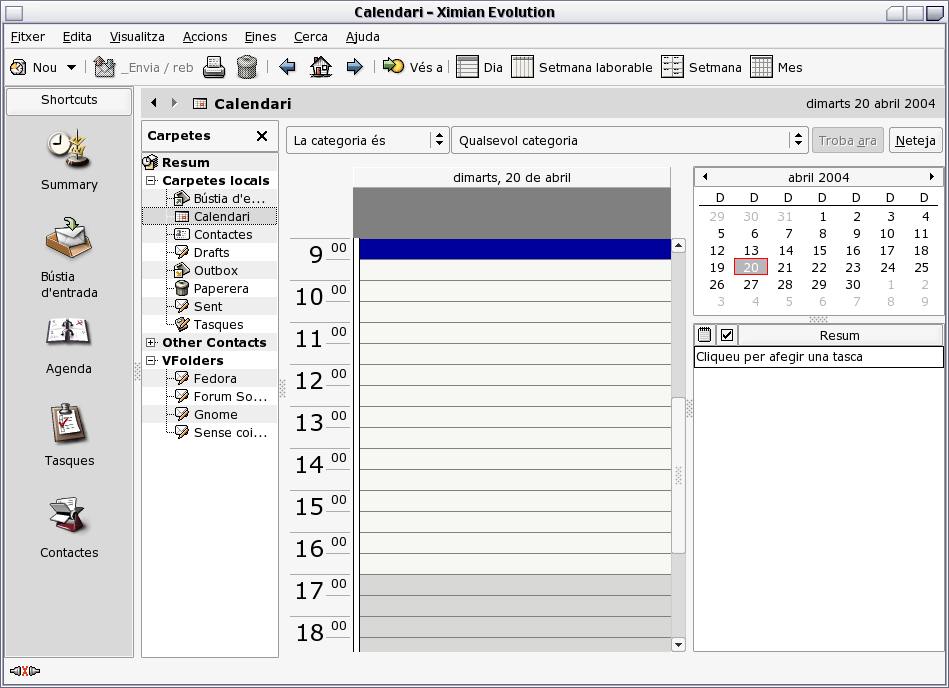 Calendari - Ximian Evolution
Fitxer Edita Visualitza Accions Eines Cerca Ajuda
Nou _Envia / reb Vés a Dia Setmana laborable Setmana Mes
Shortcuts
Summary
Bústia
d'entrada
Agenda
Tasques
Contactes
Calendari dimarts 20 abril 2004
Carpetes
Resum
Carpetes locals
Bústia d'e...
Calendari
Contactes
Drafts
Outbox
Paperera
Sent
Tasques
Other Contacts
VFolders
Fedora
Forum So...
Gnome
Sense coi...
La categoria és Qualsevol categoria Troba ara Neteja
dimarts, 20 de abril
9 00
10 00
11 00
12 00
13 00
14 00
15 00
16 00
17 00
18 00
abril 2004
D D D D D D D
29 30 31 1 2 3 4
5 6 7 8 9 10 11
12 13 14 15 16 17 18
19 20 21 22 23 24 25
26 27 28 29 30 1 2
3 4 5 6 7 8 9
Resum
Cliqueu per afegir una tasca